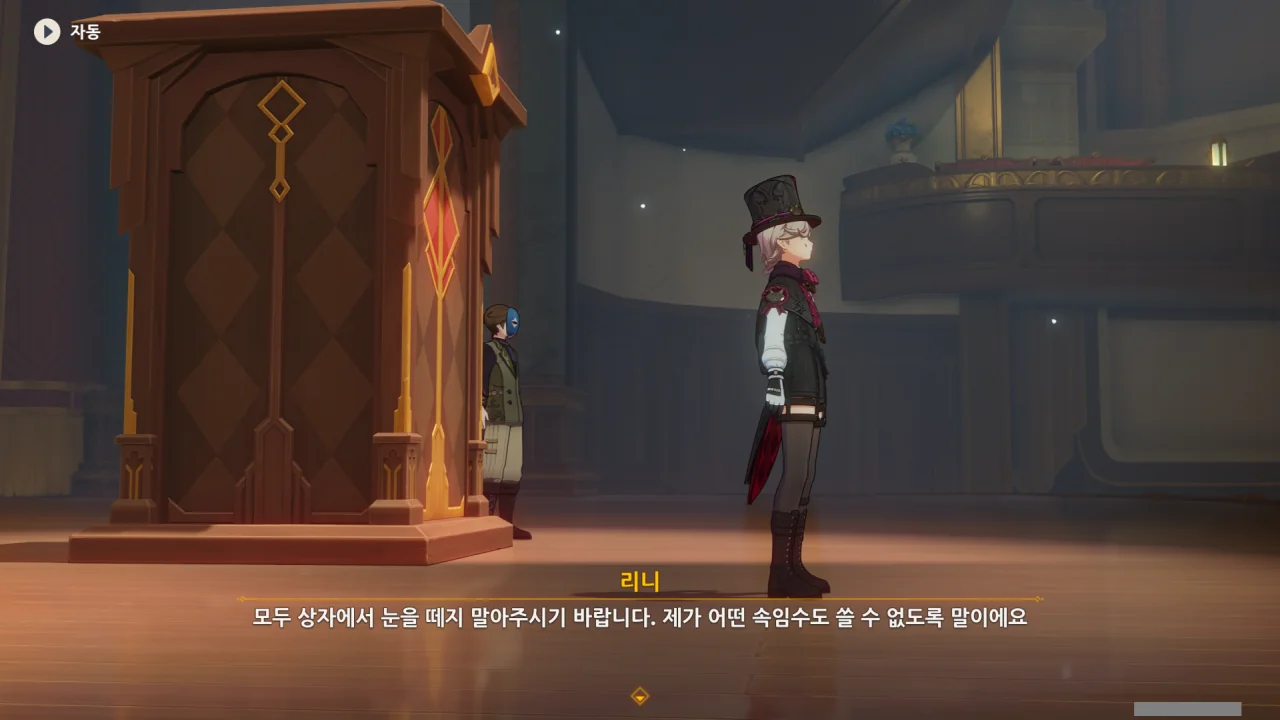 자동
리니
모두 상자에서 눈을 떼지 말아주시기 바랍니다. 제가 어떤 속임수도 쓸 수 없도록 말이에요